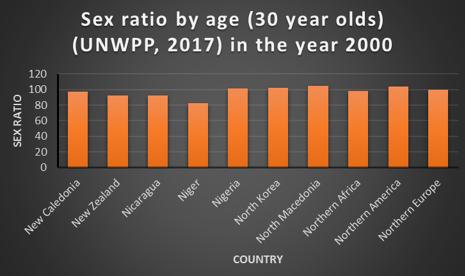 Sex ratio by age (30 year olds)
(UNWPP, 2017) in the year 2000
120
100
80
60
40
20
0
SEX RATIO
New Caledonia
New Zealand
Nicaragua
Niger
Nigeria
North Korea
North Macedonia
Northern Africa
Northern America
Northern Europe
COUNTRY